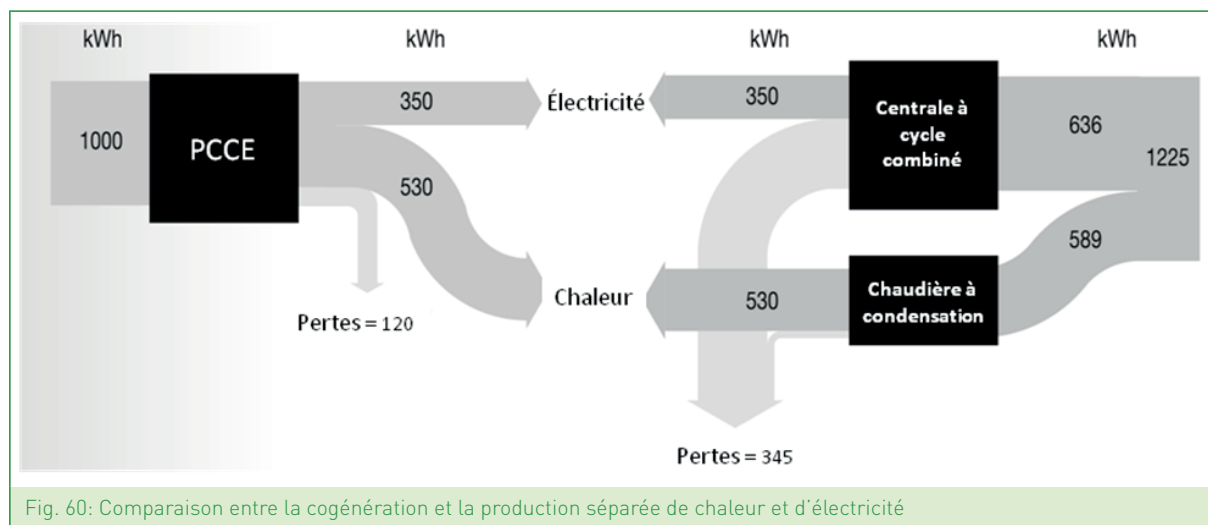 kWh kWh kWh kWh
1000
PCCE
350
530
Électricité
Chaleur
Pertes = 120
350
530
Centrale à
cycle
combiné
Chaudière à
condensation
636
589
1225
Pertes = 345
Fig. 60: Comparaison entre la cogénération et la production séparée de chaleur et d'électricité